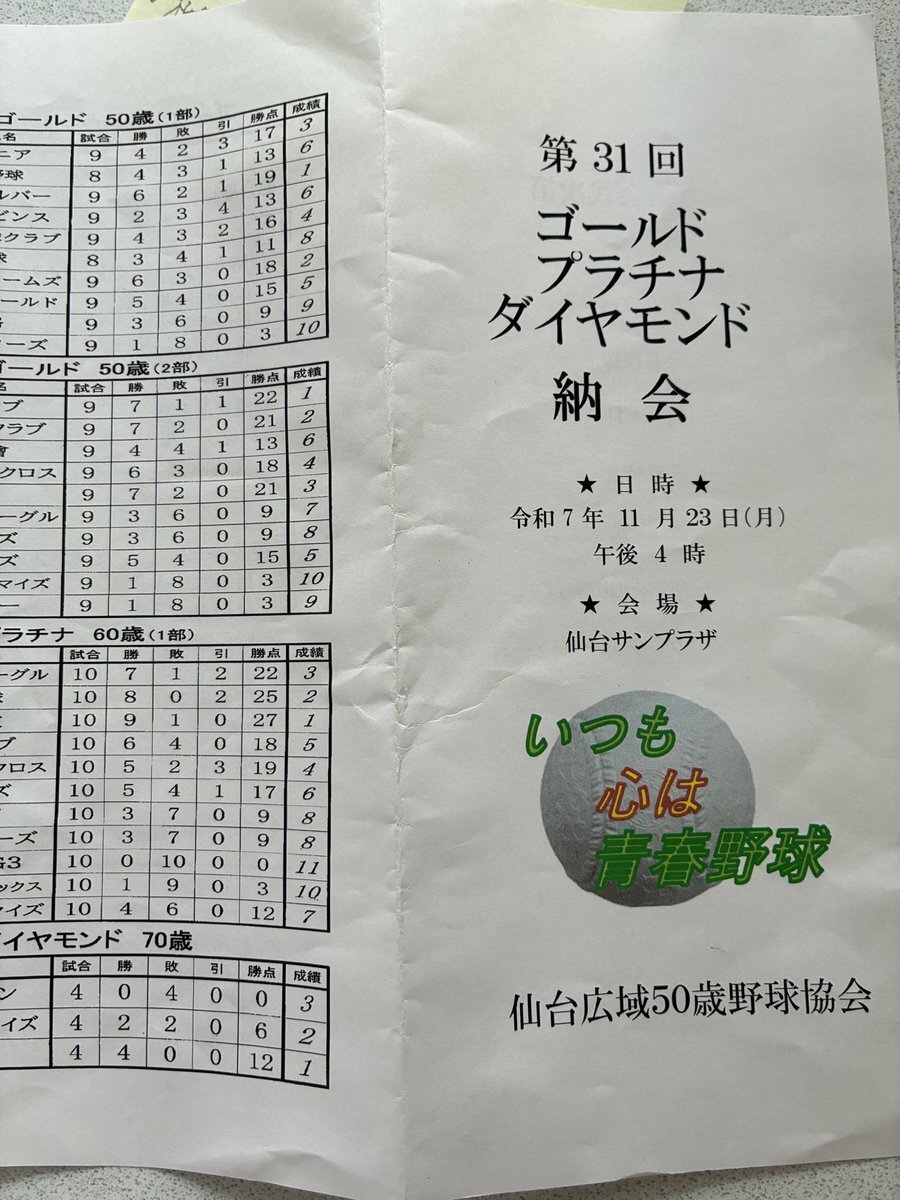 ゴールド 50歳(1部)
名 試合 勝 敗 引 勝点 成績
ニア 9 4 2 3 17 3
野球 8 4 3 1 13 6
ルバー 9 6 2 1 19 1
ビンス 9 2 3 4 13 6
クラブ 9 4 3 2 16 4
球 8 3 4 1 11 8
ームズ 9 6 3 0 18 2
ールド 9 5 4 0 15 5
9 3 6 0 9 9
ーズ 9 1 8 0 3 10
ゴールド 50歳(2部)
名 試合 勝 敗 引 勝点 成績
ブ 9 7 1 1 22 1
クラブ 9 7 2 0 21 2
9 4 4 1 13 6
クロス 9 6 3 0 18 4
9 7 2 0 21 3
ーグル 9 3 6 0 9 7
ズ 9 3 6 0 9 8
ズ 9 5 4 0 15 5
マイズ 9 1 8 0 3 10
ー 9 1 8 0 3 9
プラチナ 60歳(1部)
試合 勝 敗 引 勝点 成績
ーグル 10 7 1 2 22 3
10 8 0 2 25 2
10 9 1 0 27 1
ブ 10 6 4 0 18 5
クロス 10 5 2 3 19 4
ズ 10 5 4 1 17 6
10 3 7 0 9 8
ーズ 10 3 7 0 9 8
G3 10 0 10 0 0 11
ックス 10 1 9 0 3 10
マイズ 10 4 6 0 12 7
ダイヤモンド 70歳
試合 勝 敗 引 勝点 成績
ン 4 0 4 0 0 3
イズ 4 2 2 0 6 2
4 4 0 0 12 1
第 31 回
ゴールド
プラチナ
ダイヤモンド
納 会
★ 日 時 ★
令和 7 年 11 月 23 日(月)
午後 4 時
★ 会 場 ★
仙台サンプラザ
いつも
心は
青春野球
仙台広域50歳野球協会